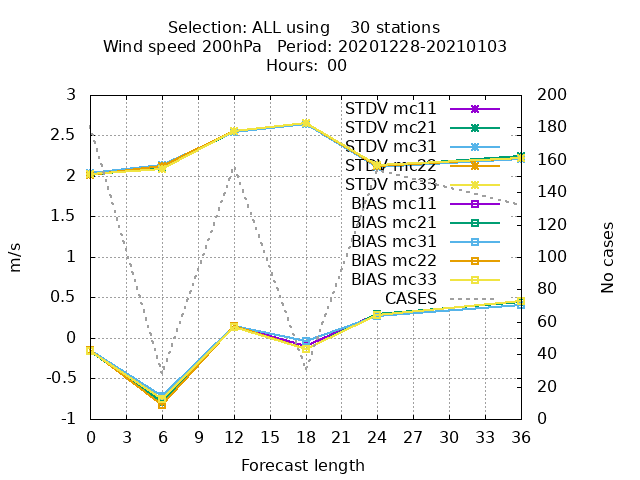 Selection: ALL using    30 stations
Wind speed 200hPa   Period: 20201228-20210103
Hours:  00
3
2.5
2
1.5
1
0.5
0
-0.5
-1
m/s
STDV mc11
STDV mc21
STDV mc31
STDV mc22
STDV mc33
BIAS mc11
BIAS mc21
BIAS mc31
BIAS mc22
BIAS mc33
CASES
200
180
160
140
120
100
80
60
40
20
0
No cases
0 3 6 9 12 15 18 21 24 27 30 33 36
Forecast length